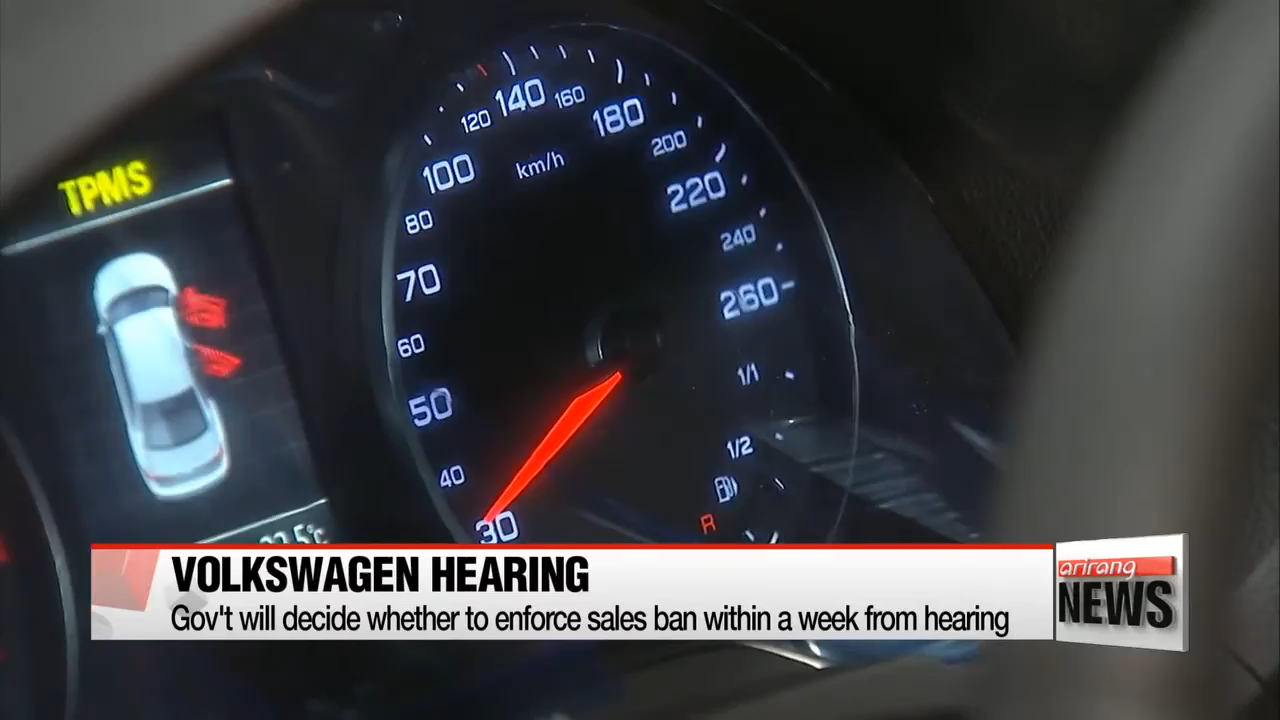 TPMS
140
120
160
180
100
km/h
200
80
220
240
70
260
60
1/1
50
1/2
40
R
30
VOLKSWAGEN HEARING
Gov't will decide whether to enforce sales ban within a week from hearing
arirang
NEWS